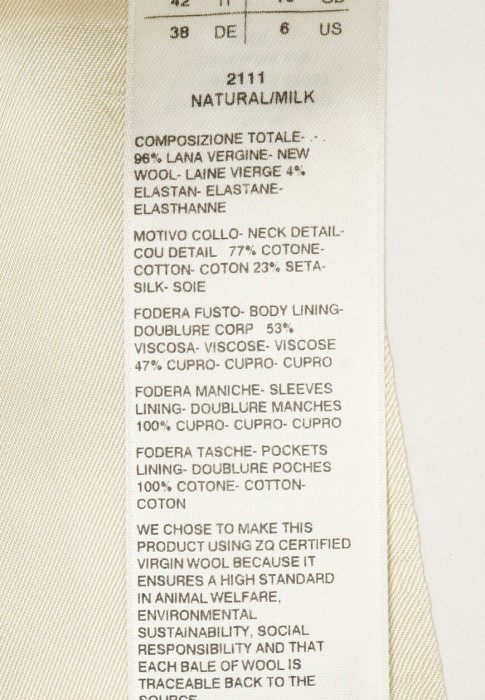 42 IT
38 DE 6 US
2111
NATURAL/MILK
COMPOSIZIONE TOTALE- - -
96% LANA VERGINE- NEW
WOOL- LAINE VIERGE 4%
ELASTAN- ELASTANE-
ELASTHANNE
MOTIVO COLLO- NECK DETAIL-
COU DETAIL 77% COTONE-
COTTON- COTON 23% SETA-
SILK- SOIE
FODERA FUSTO- BODY LINING-
DOUBLURE CORP 53%
VISCOSA- VISCOSE- VISCOSE
47% CUPRO- CUPRO- CUPRO
FODERA MANICHE- SLEEVES
LINING- DOUBLURE MANCHES
100% CUPRO- CUPRO- CUPRO
FODERA TASCHE- POCKETS
LINING- DOUBLURE POCHES
100% COTONE- COTTON-
COTON
WE CHOSE TO MAKE THIS
PRODUCT USING ZQ CERTIFIED
VIRGIN WOOL BECAUSE IT
ENSURES A HIGH STANDARD
IN ANIMAL WELFARE,
ENVIRONMENTAL
SUSTAINABILITY, SOCIAL
RESPONSIBILITY AND THAT
EACH BALE OF WOOL IS
TRACEABLE BACK TO THE
SOURCE